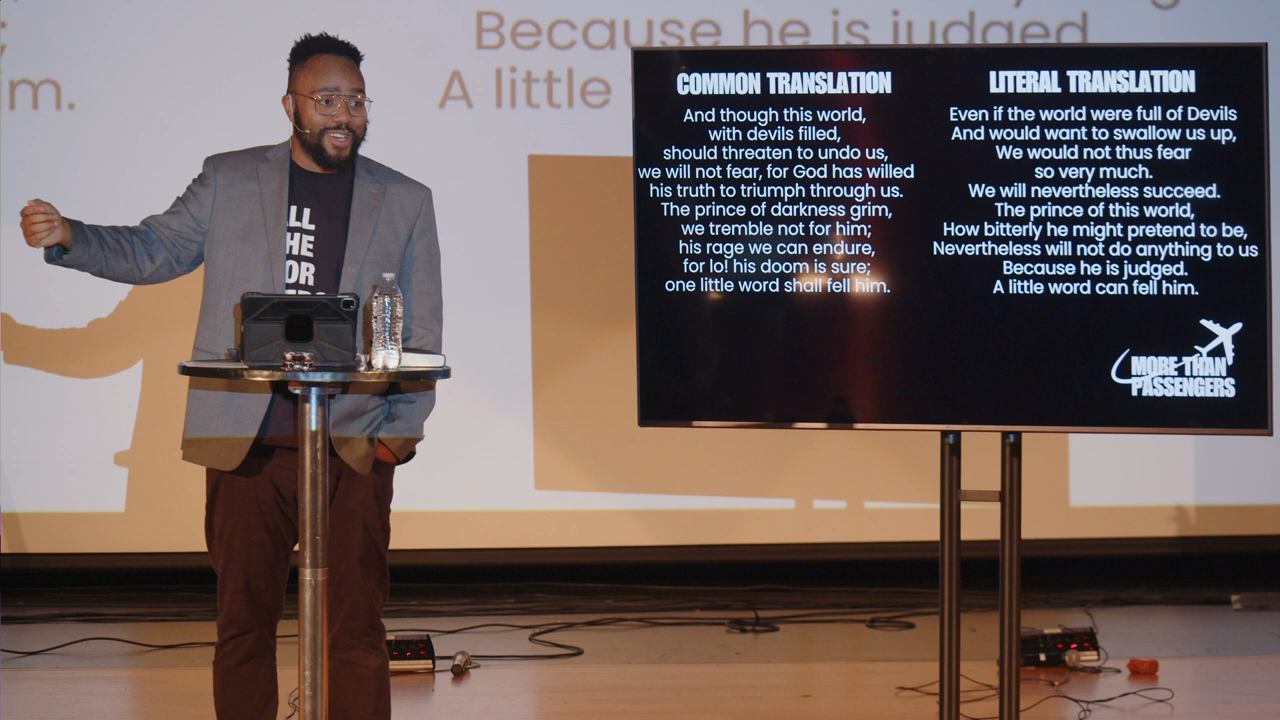 Because he is judged
im.
A little
LL
HE
OR
COMMON TRANSLATION
And though this world,
with devils filled,
should threaten to undo us,
we will not fear, for God has willed
his truth to triumph through us.
The prince of darkness grim,
we tremble not for him;
his rage we can endure,
for lo! his doom is sure;
one little word shall fell him.
LITERAL TRANSLATION
Even if the world were full of Devils
And would want to swallow us up,
We would not thus fear
so very much.
We will nevertheless succeed.
The prince of this world,
How bitterly he might pretend to be,
Nevertheless will not do anything to us
Because he is judged.
A little word can fell him.
MORE THAN
PASSENGERS